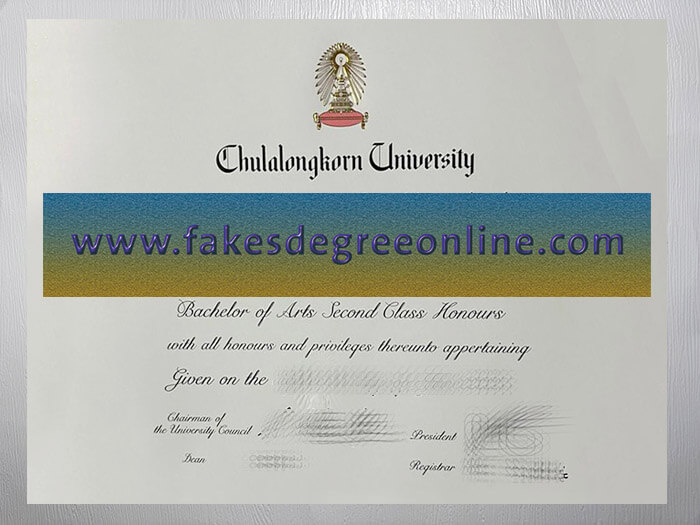 Chulalongkorn University
www.fakesdegreeonline.com
Bachelor of Arts Second Class Honours
with all honours and privileges thereunto appertaining
Given on the
Chairman of
the University Council
President
Dean
Registrar